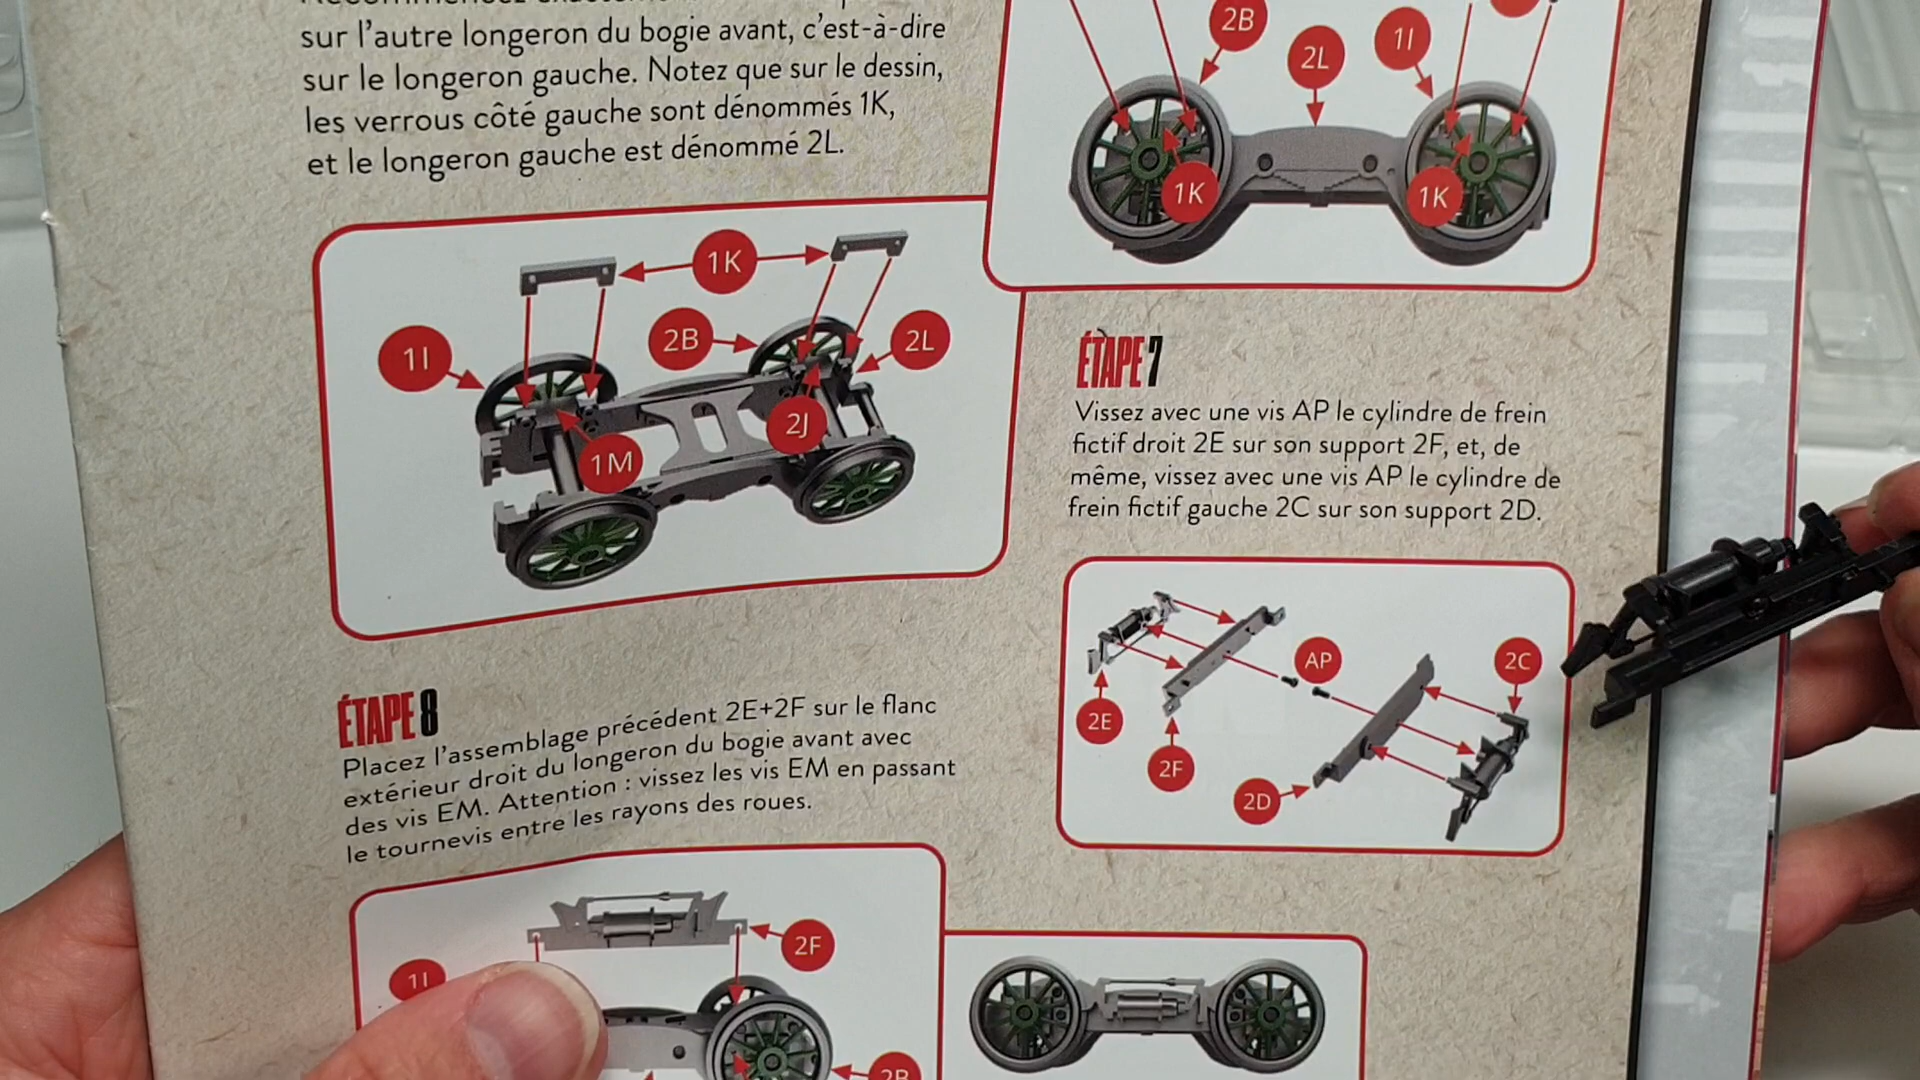 sur l'autre longeron du bogie avant, c'est-à-dire
sur le longeron gauche. Notez que sur le dessin,
les verrous côté gauche sont dénommés 1K,
et le longeron gauche est dénommé 2L.
1K
1I
2B
2L
2J
1M
2B
2L
1I
1K
1K
ÉTAPE 7
Vissez avec une vis AP le cylindre de frein
fictif droit 2E sur son support 2F, et, de
même, vissez avec une vis AP le cylindre de
frein fictif gauche 2C sur son support 2D.
AP
2C
2E
2F
2D
ÉTAPE 8
Placez l'assemblage précédent 2E+2F sur le flanc
extérieur droit du longeron du bogie avant avec
des vis EM. Attention : vissez les vis EM en passant
le tournevis entre les rayons des roues.
2F
1I
2B